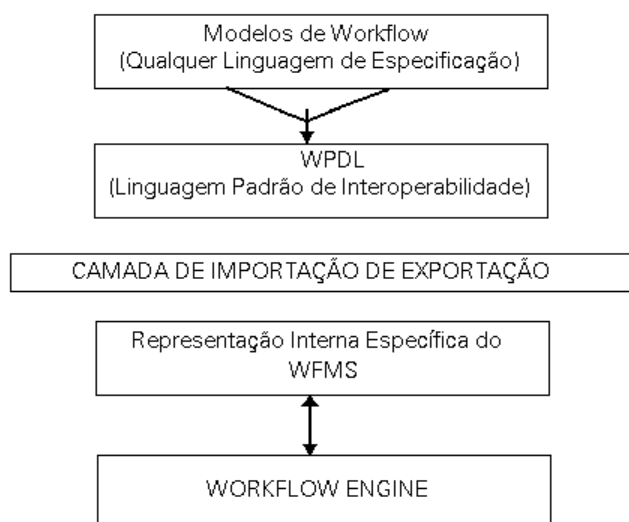 Modelos de Workflow
(Qualquer Linguagem de Especificação)
WPDL
(Linguagem Padrão de Interoperabilidade)
CAMADA DE IMPORTAÇÃO DE EXPORTAÇÃO
Representação Interna Específica do
WFMS
WORKFLOW ENGINE